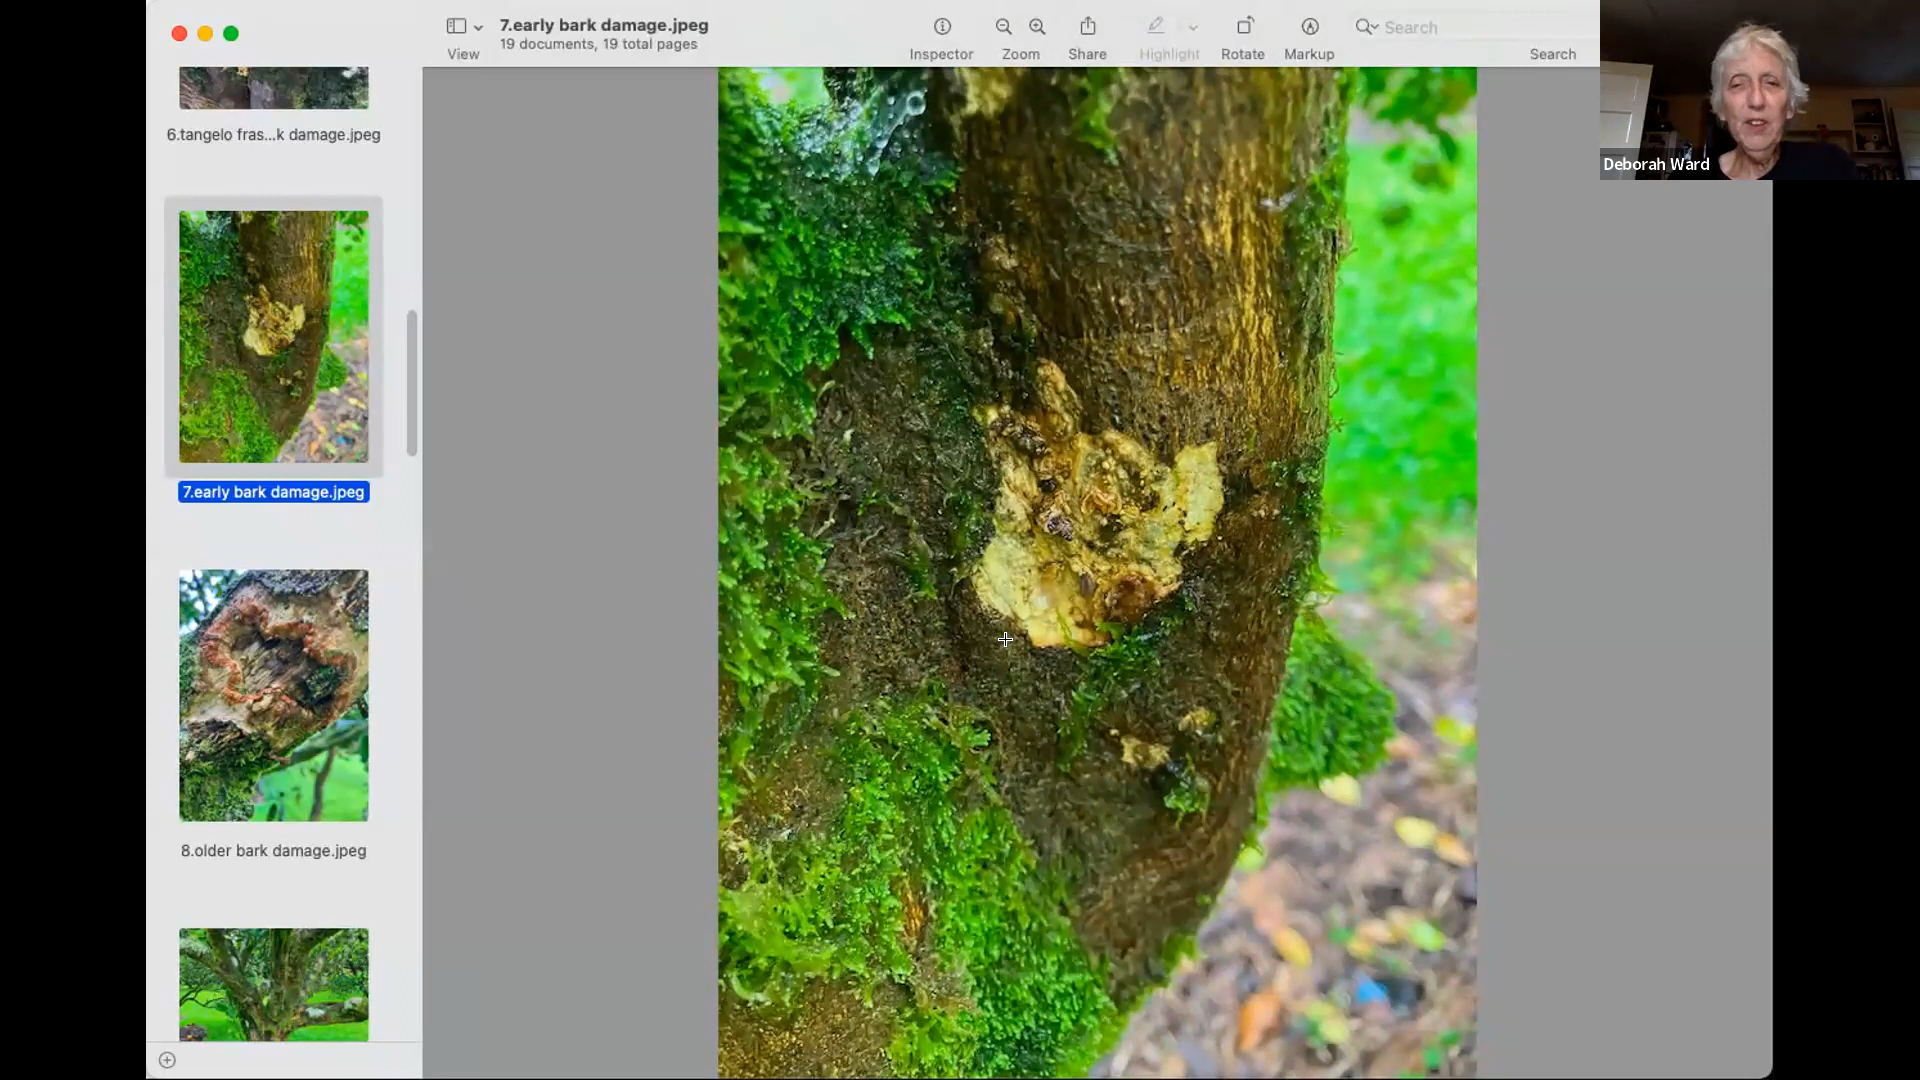 7.early bark damage.jpeg
19 documents, 19 total pages
View
Inspector
Zoom
Share
Highlight
Rotate
Markup
Search
Search
Deborah Ward
6.tangelo fras...k damage.jpeg
7.early bark damage.jpeg
8.older bark damage.jpeg